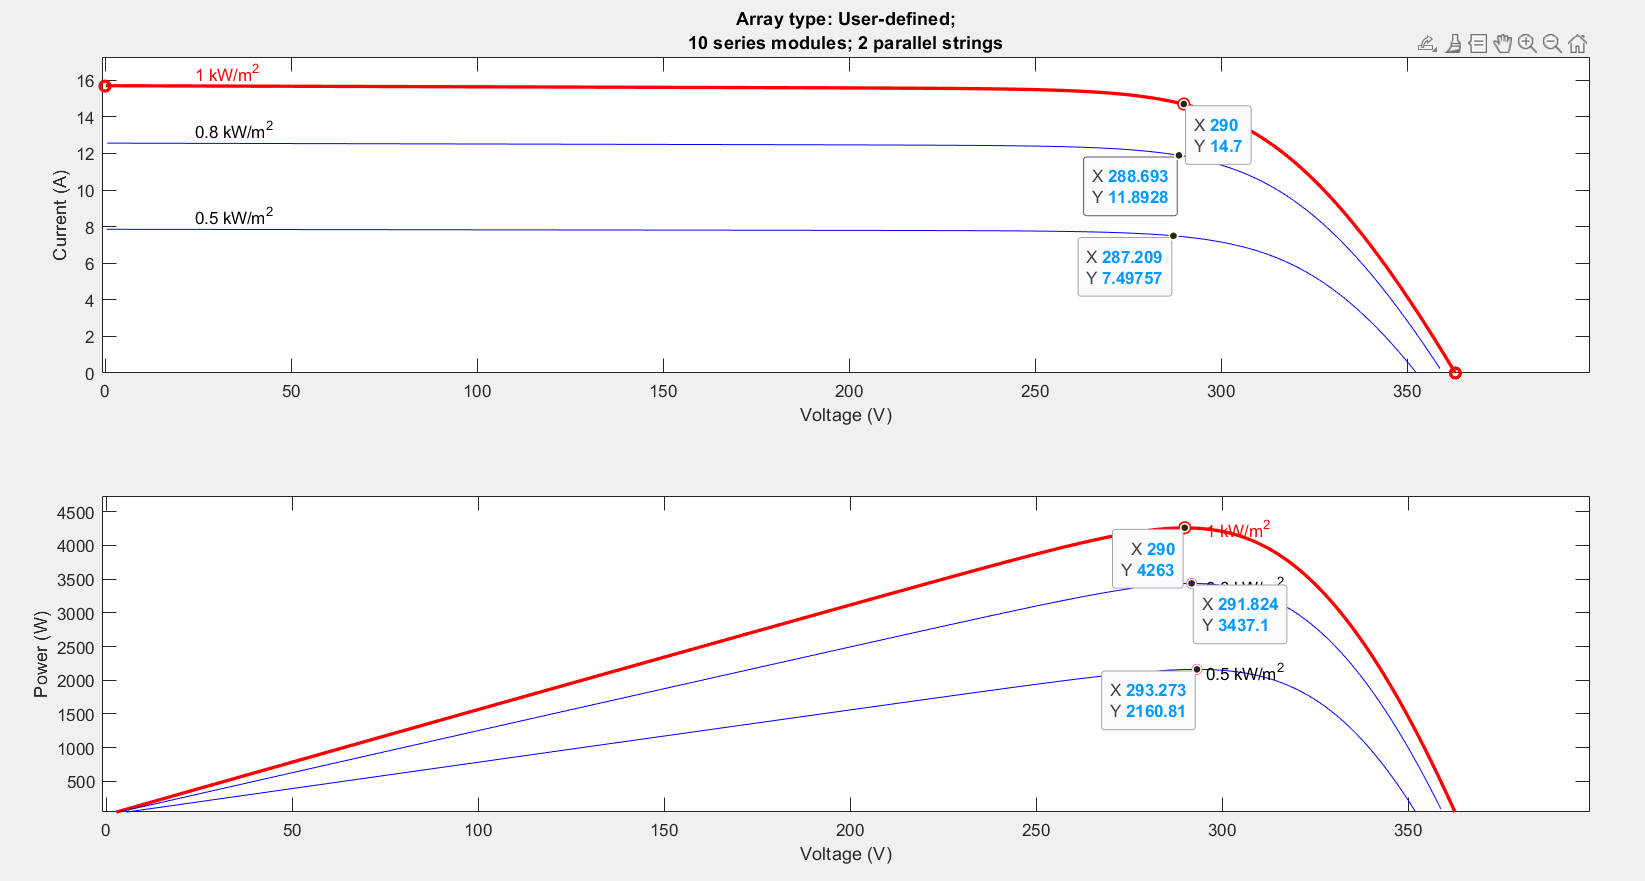 Array type: User-defined;
10 series modules; 2 parallel strings
16
14
12
10
8
6
4
2
0
Current (A)
1 kW/m2
0.8 kW/m2
0.5 kW/m2
X 290
Y 14.7
X 288.693
Y 11.8928
X 287.209
Y 7.49757
0 50 100 150 200 250 300 350
Voltage (V)
4500
4000
3500
3000
2500
2000
1500
1000
500
Power (W)
1 kW/m2
X 290
Y 4263
X 291.824
Y 3437.1
0.5 kW/m2
X 293.273
Y 2160.81
0 50 100 150 200 250 300 350
Voltage (V)